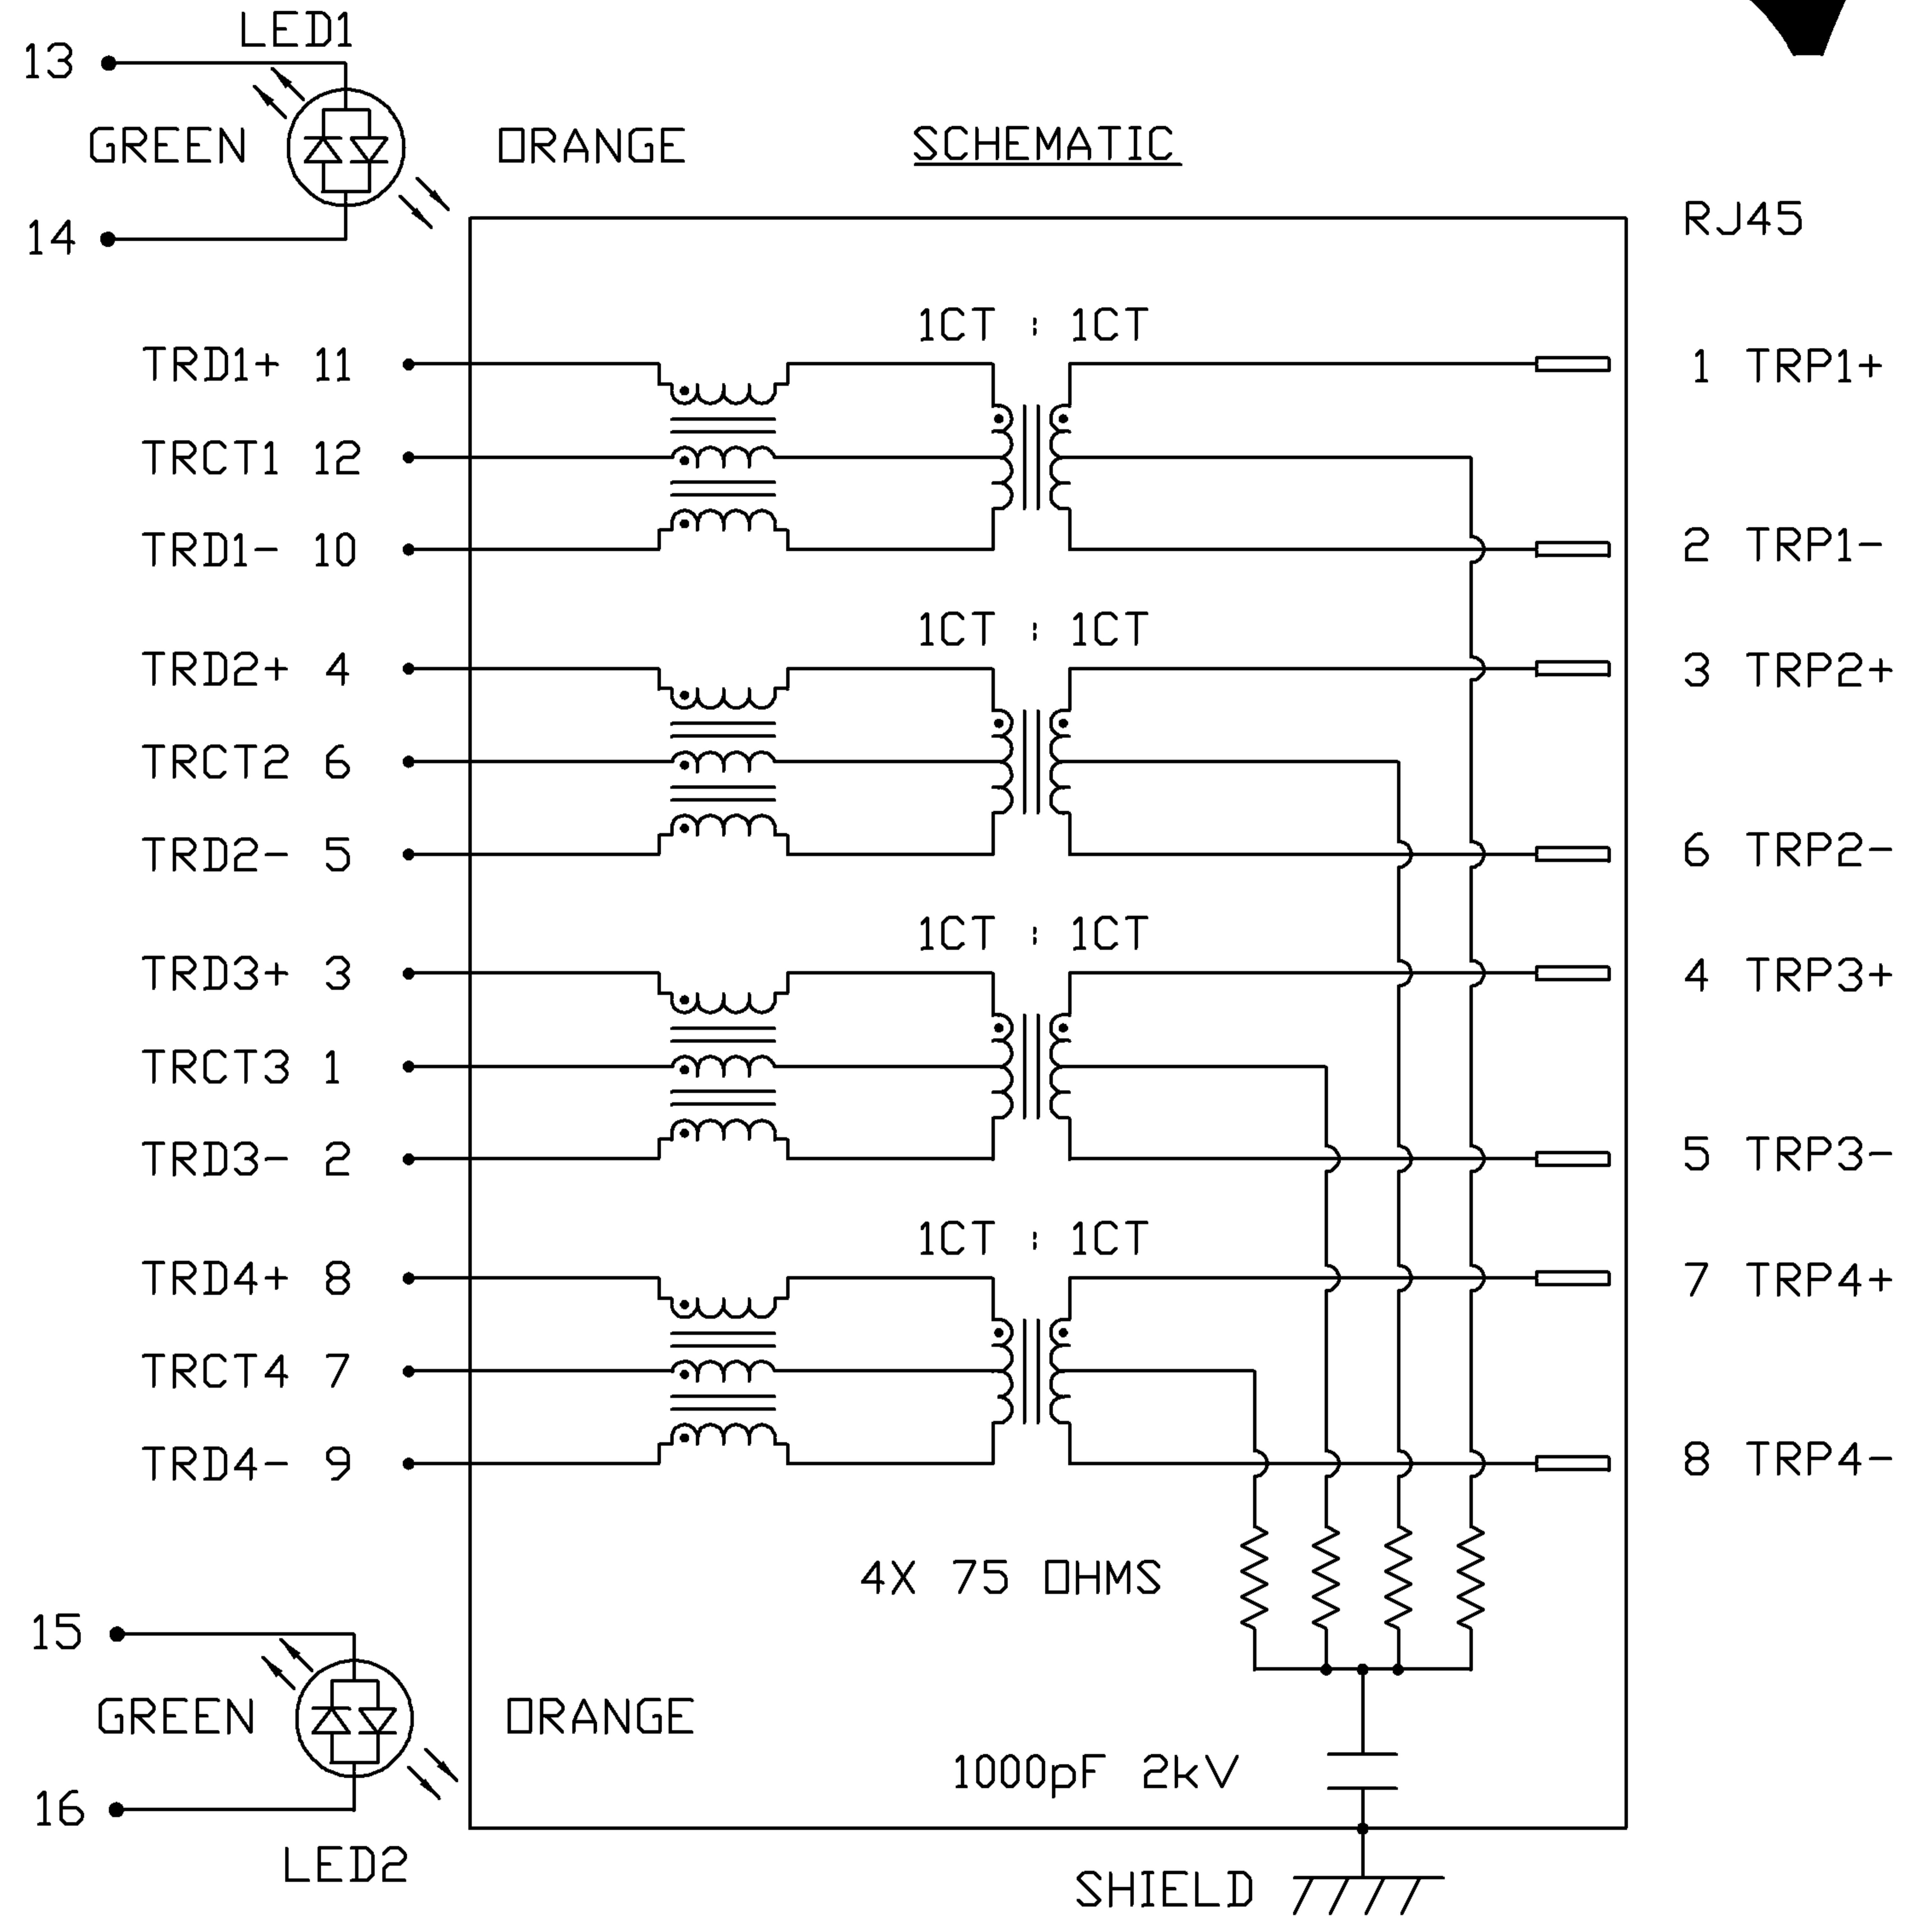 LED1
13
GREEN ORANGE SCHEMATIC
14 RJ45
1CT : 1CT
TRD1+ 11 1 TRP1+
TRCT1 12
TRD1- 10 2 TRP1-
1CT : 1CT
TRD2+ 4 3 TRP2+
TRCT2 6
TRD2- 5 6 TRP2-
1CT : 1CT
TRD3+ 3 4 TRP3+
TRCT3 1
TRD3- 2 5 TRP3-
1CT : 1CT
TRD4+ 8 7 TRP4+
TRCT4 7
TRD4- 9 8 TRP4-
4X 75 OHMS
15
GREEN ORANGE
1000pF 2kV
16
LED2
SHIELD